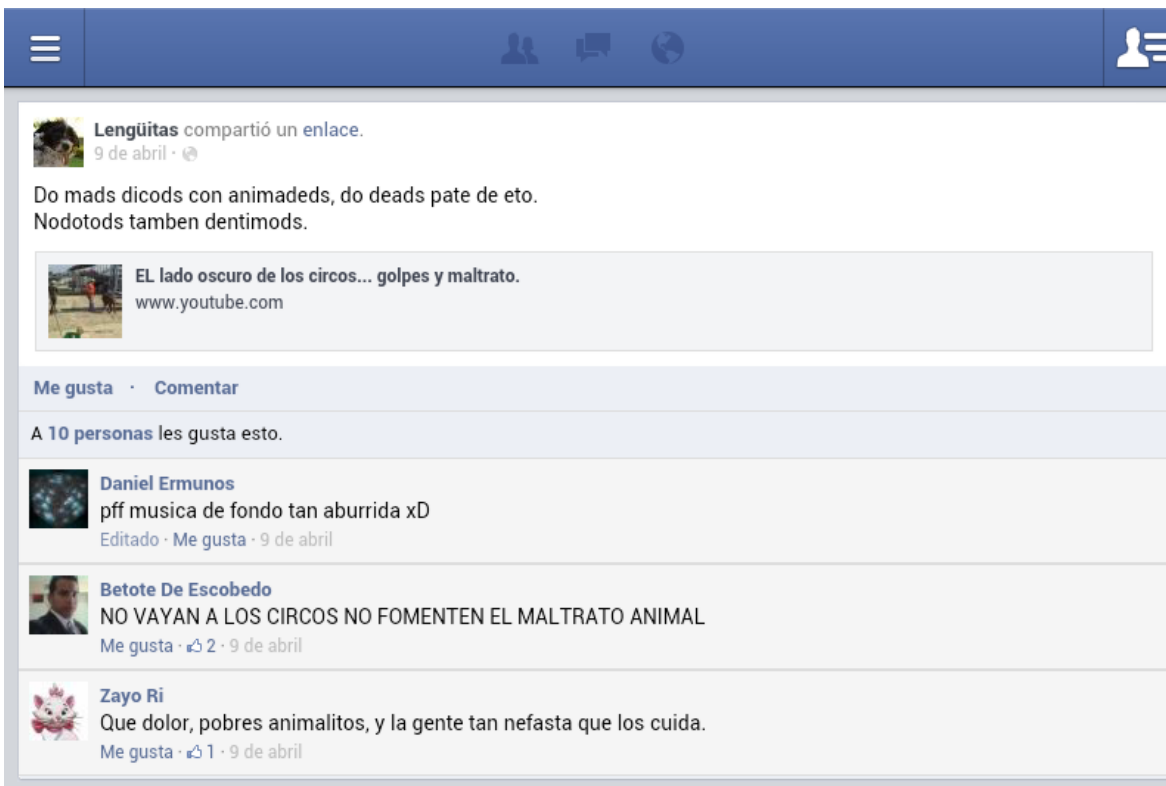 Lengüitas compartió un enlace.
9 de abril ·
Do mads dicods con animadeds, do deads pate de eto.
Nodotods tamben dentimods.
EL lado oscuro de los circos... golpes y maltrato.
www.youtube.com
Me gusta · Comentar
A 10 personas les gusta esto.
Daniel Ermunos
pff musica de fondo tan aburrida xD
Editado · Me gusta · 9 de abril
Betote De Escobedo
NO VAYAN A LOS CIRCOS NO FOMENTEN EL MALTRATO ANIMAL
Me gusta · 2 · 9 de abril
Zayo Ri
Que dolor, pobres animalitos, y la gente tan nefasta que los cuida.
Me gusta · 1 · 9 de abril